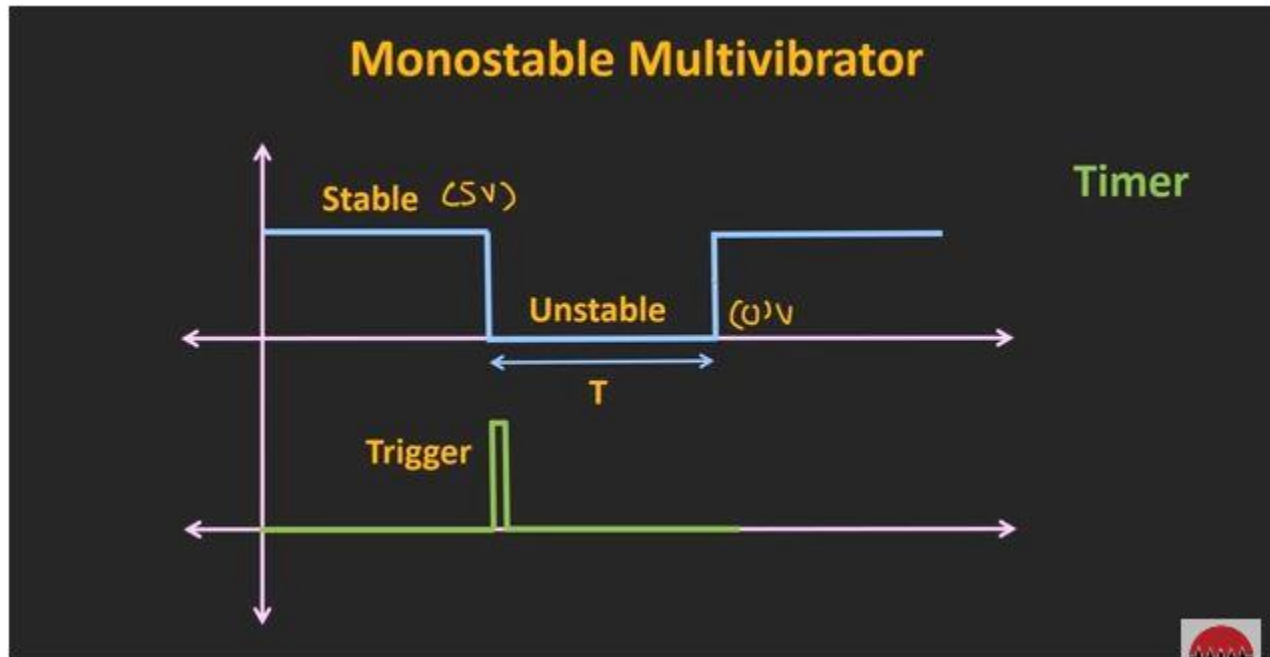 Monostable Multivibrator
Timer
Stable (5V)
Unstable (0)V
T
Trigger